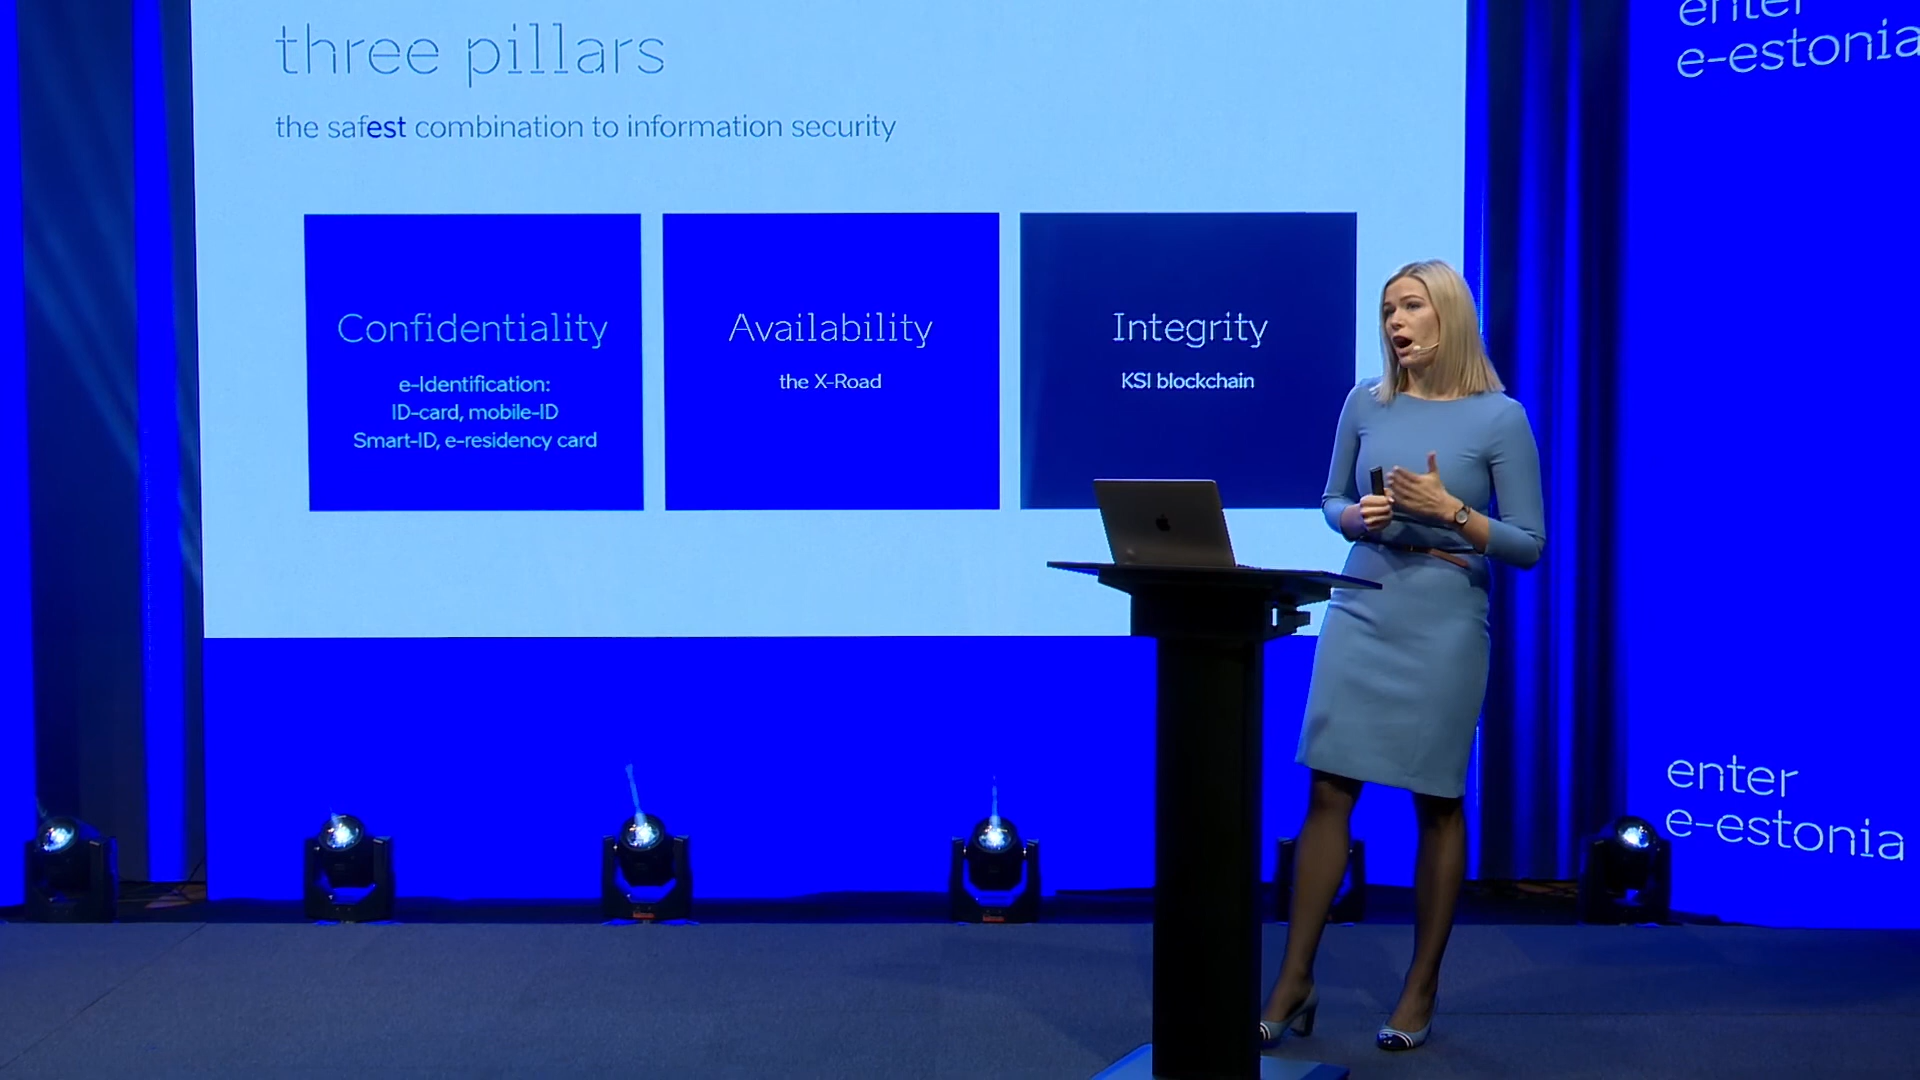 three pillars
the safest combination to information security
Confidentiality
e-Identification:
ID-card, mobile-ID
Smart-ID, e-residency card
Availability
the X-Road
Integrity
KSI blockchain
enter
e-estonia
enter
e-estonia